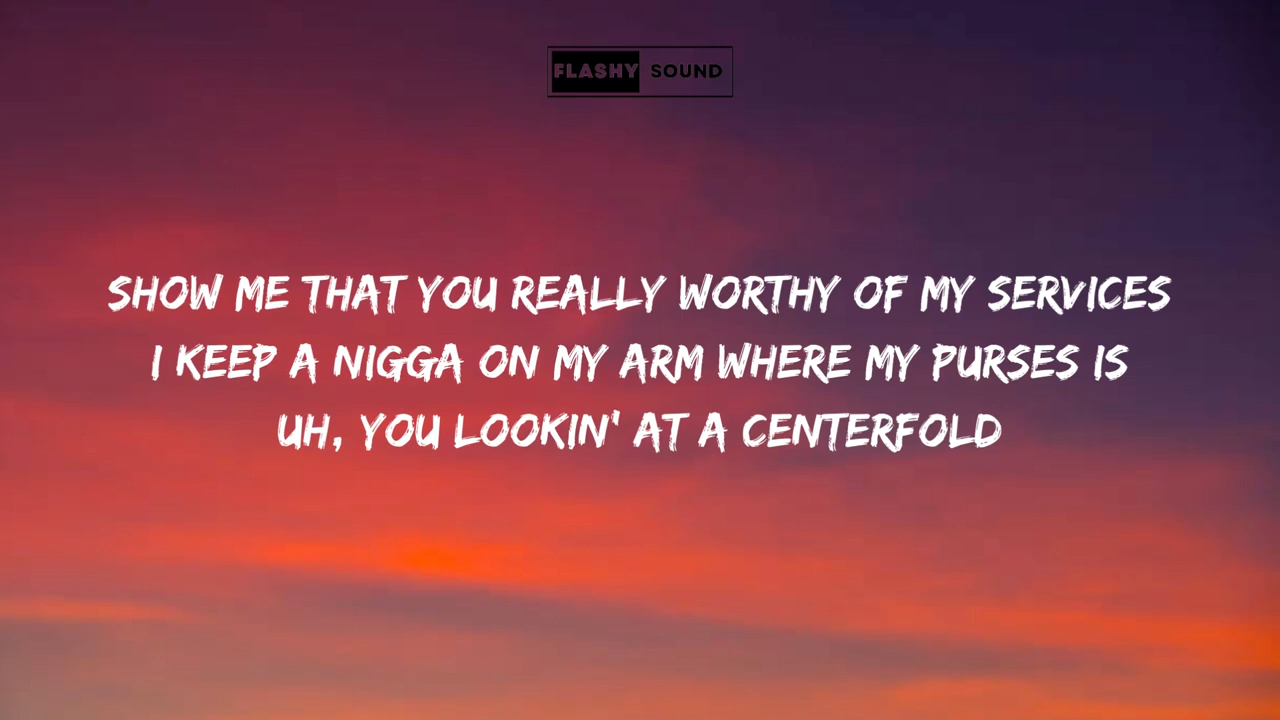 FLASHY SOUND
SHOW ME THAT YOU REALLY WORTHY OF MY SERVICES
I KEEP A NIGGA ON MY ARM WHERE MY PURSES IS
UH, YOU LOOKIN' AT A CENTERFOLD